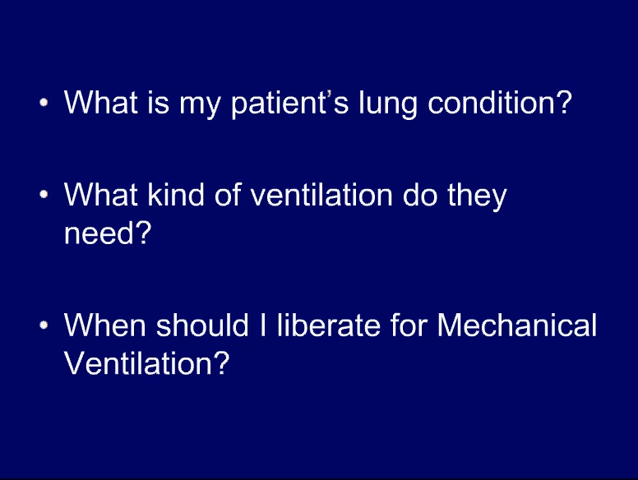 • What is my patient’s lung condition?
• What kind of ventilation do they
need?
• When should I liberate for Mechanical
Ventilation?